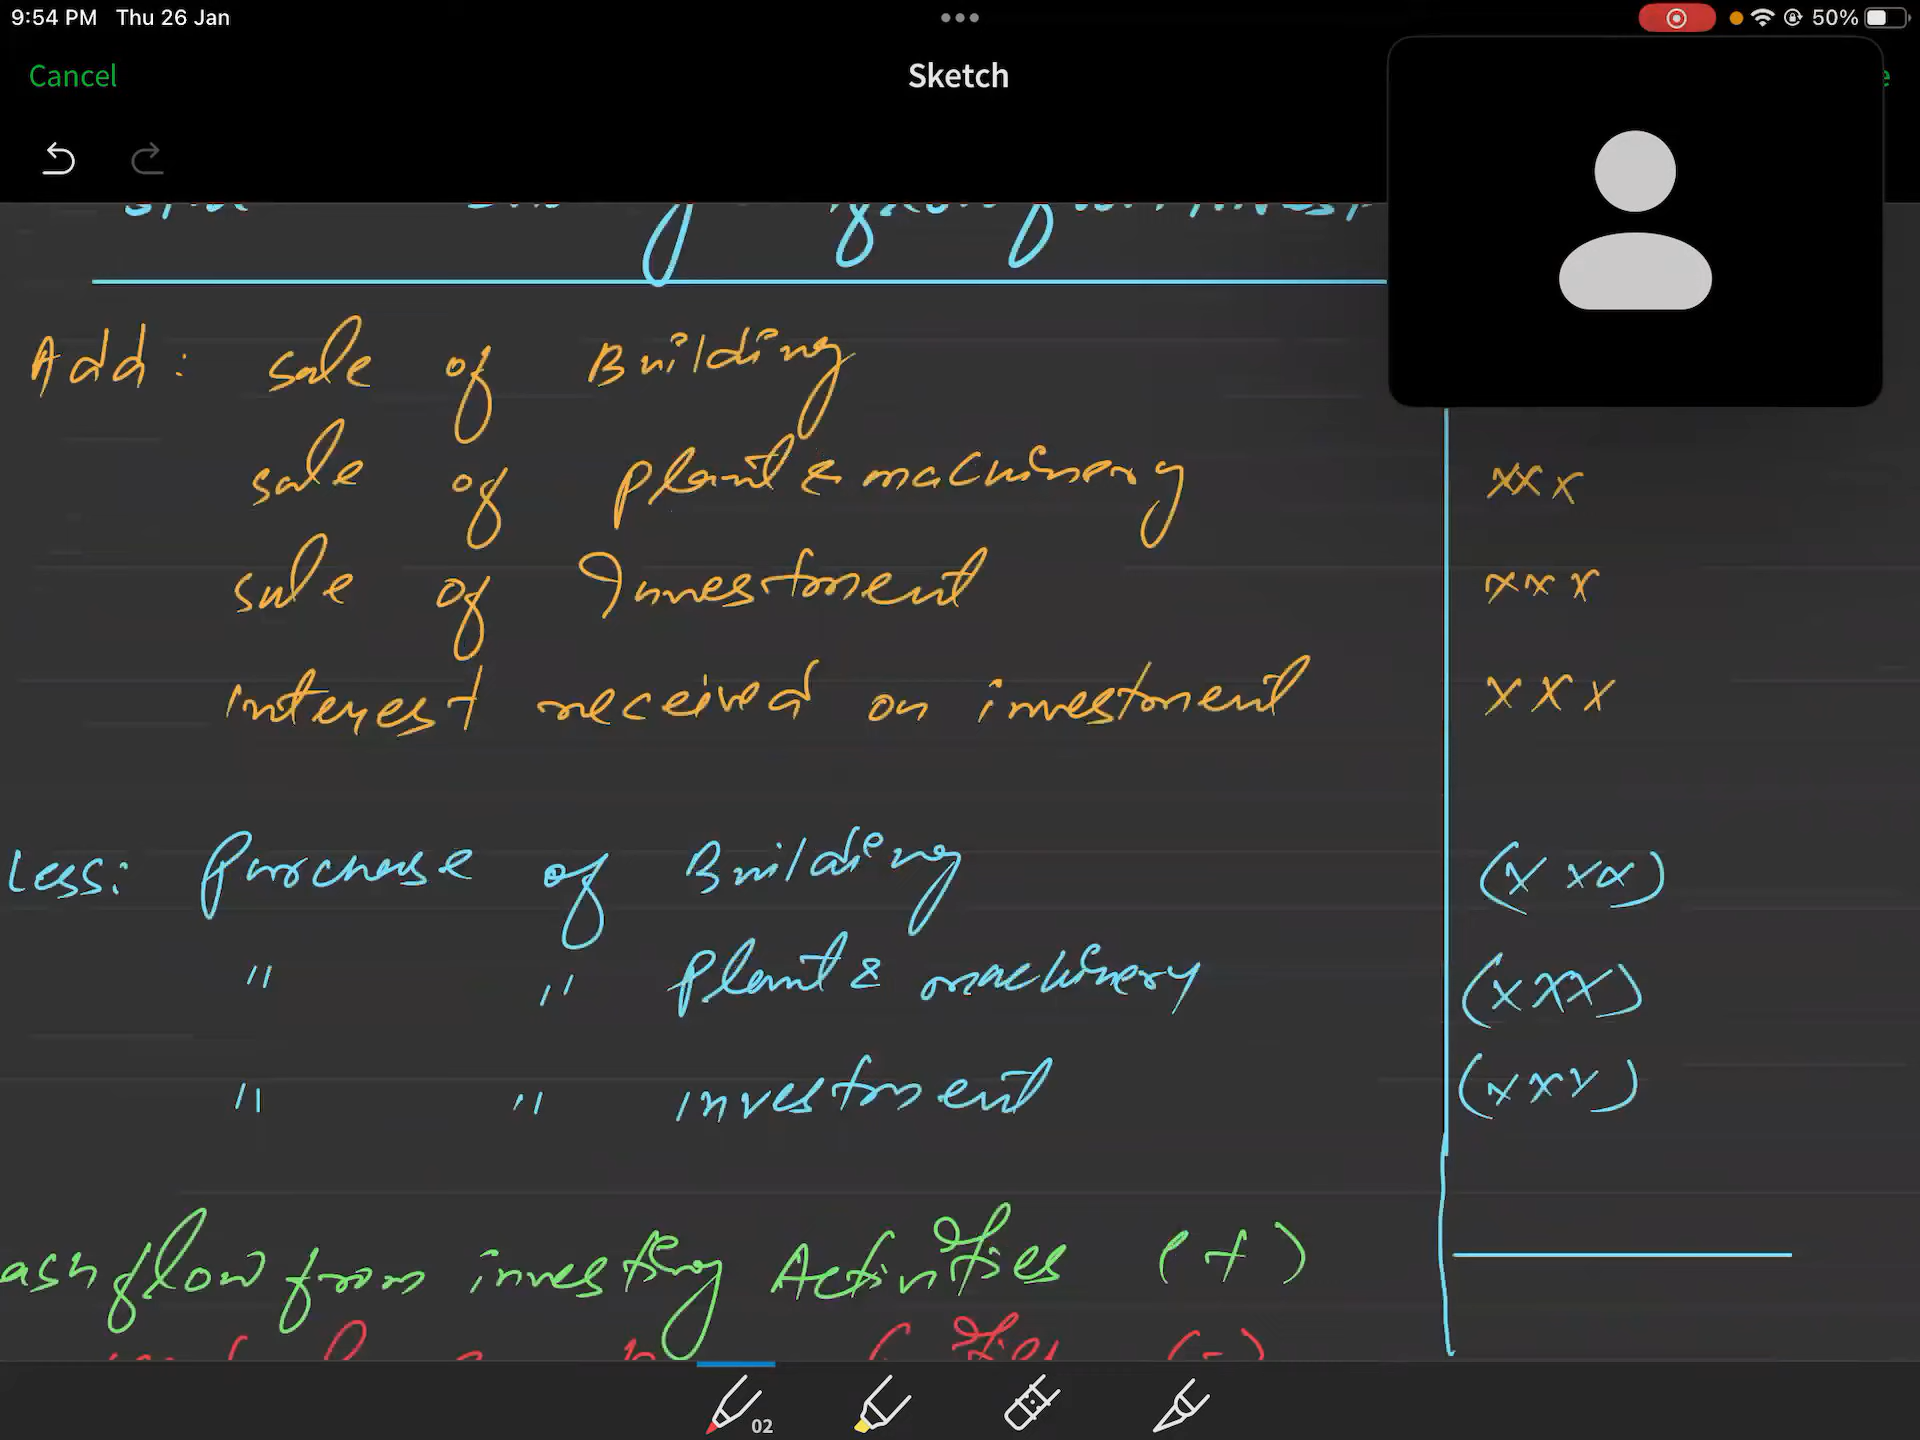 9:54 PM Thu 26 Jan
50%
Cancel
Sketch
Add: sale of Building
sale of plant & machinery xxx
sale of Investment xxx
interest received on investment xxx
Less: Purchase of Building (xxx)
" " plant & machinery (xxx)
" " investment (xxx)
ash flow from investing Activities (+)
(-)
02